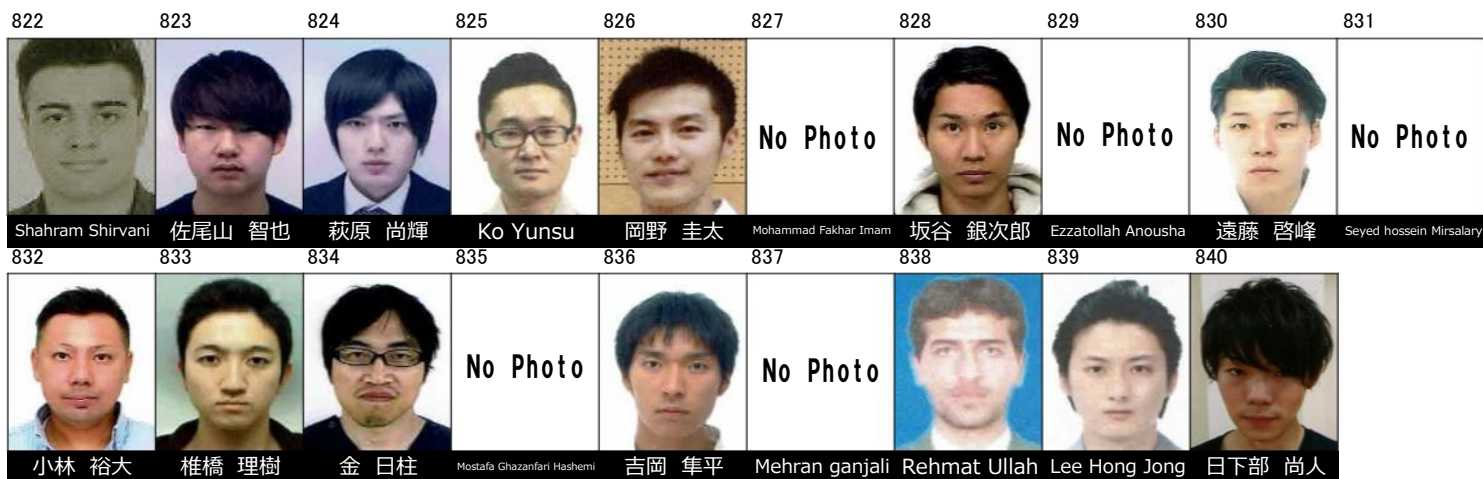 822 823 824 825 826 827 828 829 830 831
No Photo No Photo No Photo
Shahram Shirvani 佐尾山 智也 萩原 尚輝 Ko Yunsu 岡野 圭太 Mohammad Fakhar Imam 坂谷 銀次郎 Ezzatollah Anousha 遠藤 啓峰 Seyed hossein Mirsalary
832 833 834 835 836 837 838 839 840
No Photo No Photo
小林 裕大 椎橋 理樹 金 日柱 Mostafa Ghazanfari Hashemi 吉岡 隼平 Mehran ganjali Rehmat Ullah Lee Hong Jong 日下部 尚人